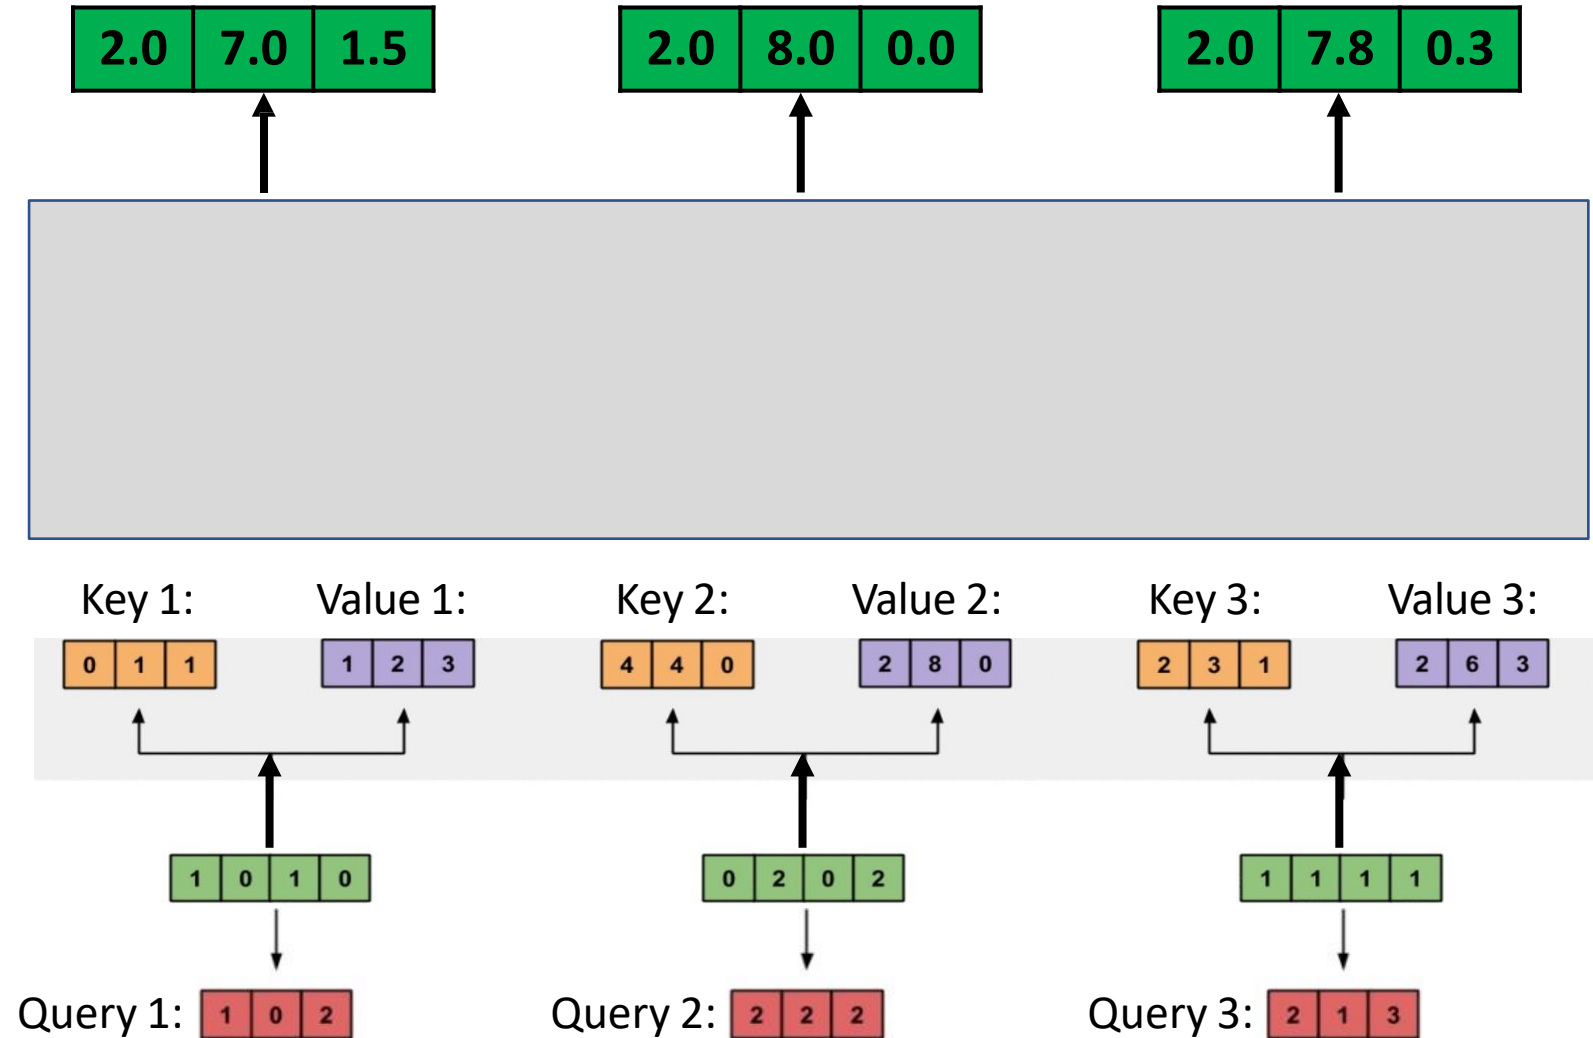 2.0 7.0 1.5 2.0 8.0 0.0 2.0 7.8 0.3
Key 1: Value 1: Key 2: Value 2: Key 3: Value 3:
0 1 1 1 2 3 4 4 0 2 8 0 2 3 1 2 6 3
1 0 1 0 0 2 0 2 1 1 1 1
Query 1: 1 0 2 Query 2: 2 2 2 Query 3: 2 1 3